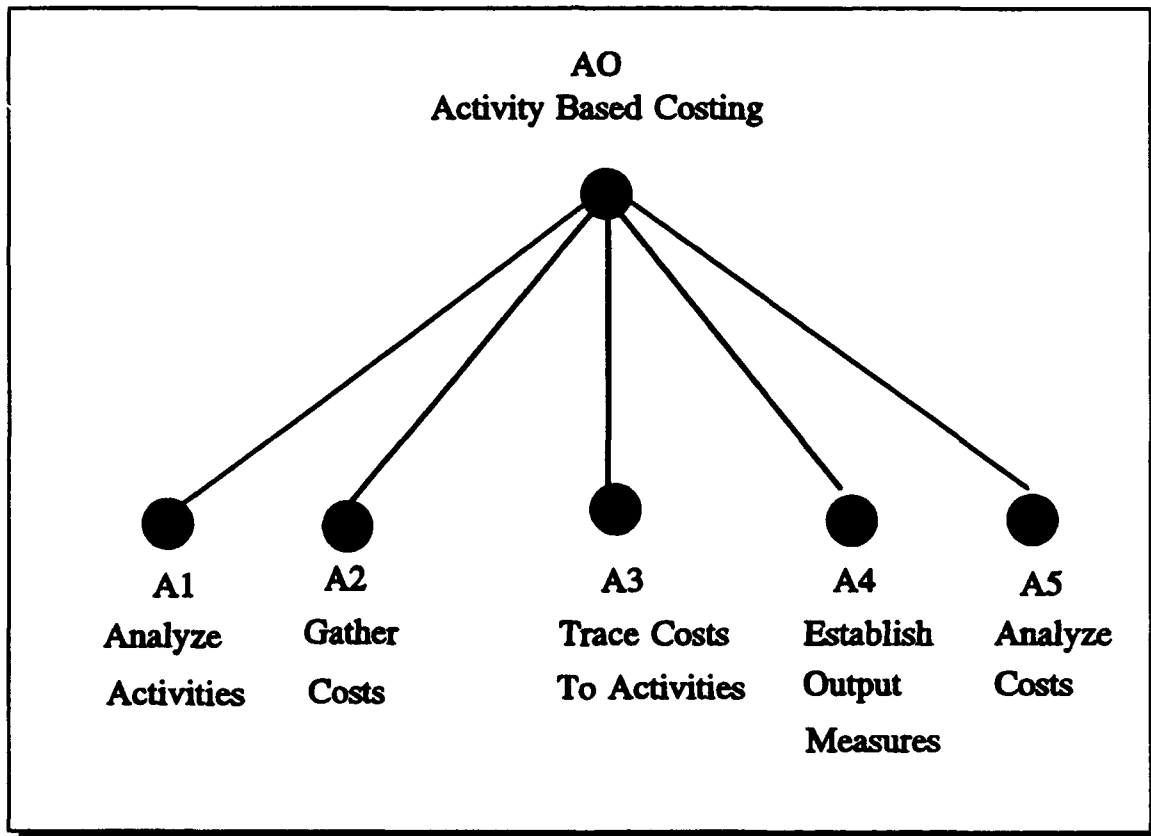 AO
Activity Based Costing
A1
Analyze
Activities
A2
Gather
Costs
A3
Trace Costs
To Activities
A4
Establish
Output
Measures
A5
Analyze
Costs